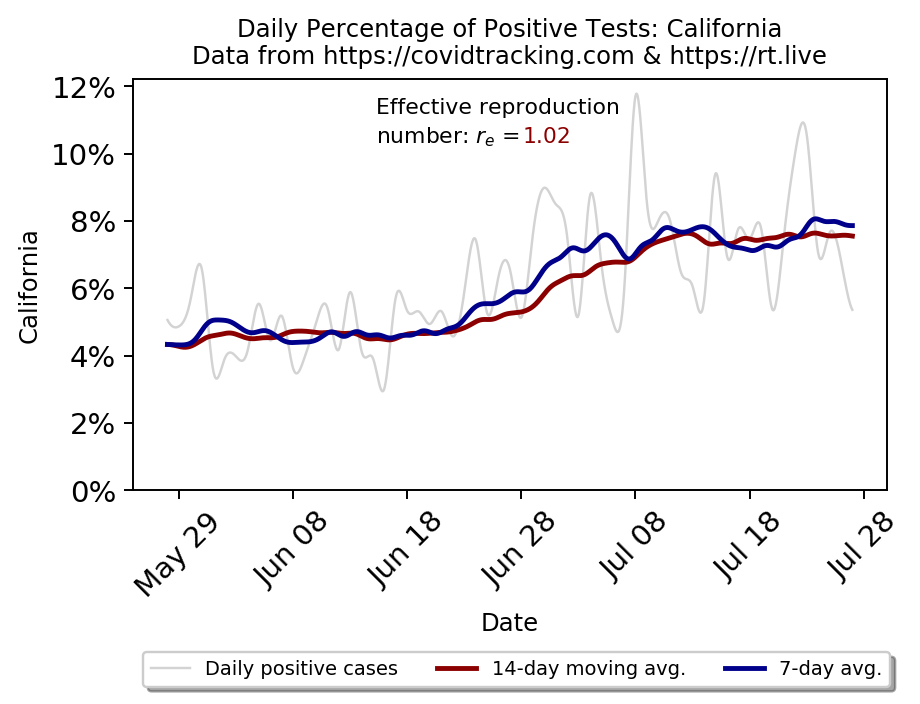 Daily Percentage of Positive Tests: California
Data from https://covidtracking.com & https://rt.live
Effective reproduction
number: rₑ =1.02
12%
10%
8%
6%
4%
2%
0%
California
May 29
Jun 08
Jun 18
Jun 28
Jul 08
Jul 18
Jul 28
Date
Daily positive cases
14-day moving avg.
7-day avg.